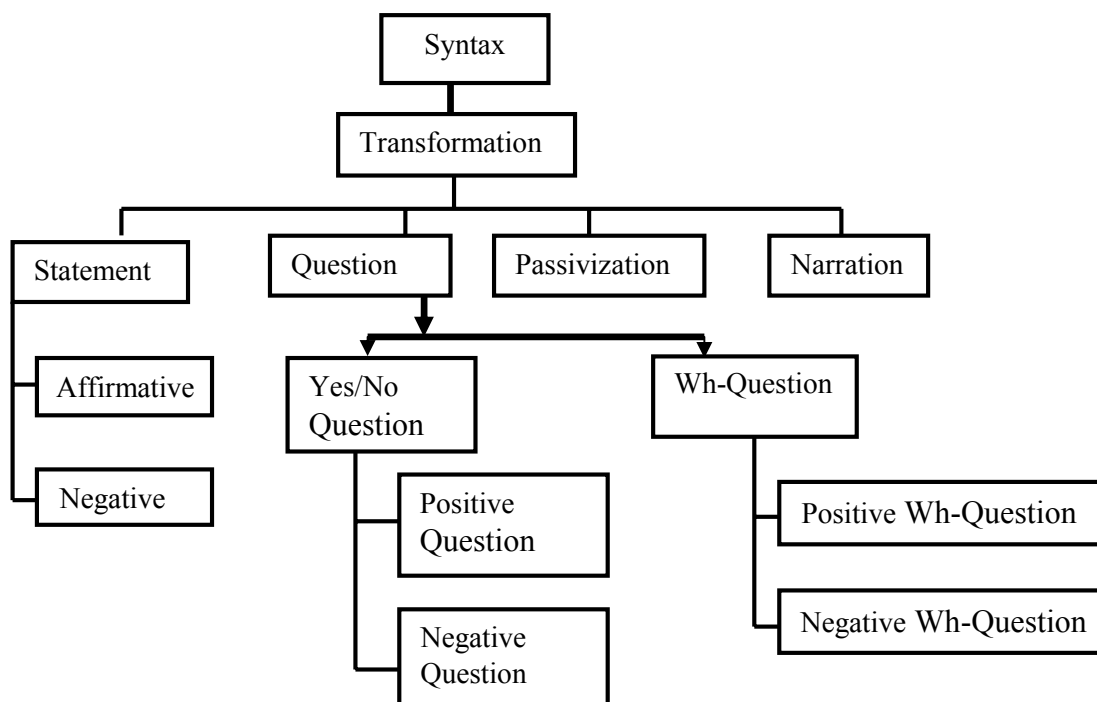 Syntax
Transformation
Statement
Question
Passivization
Narration
Affirmative
Negative
Yes/No
Question
Wh-Question
Positive
Question
Negative
Question
Positive Wh-Question
Negative Wh-Question